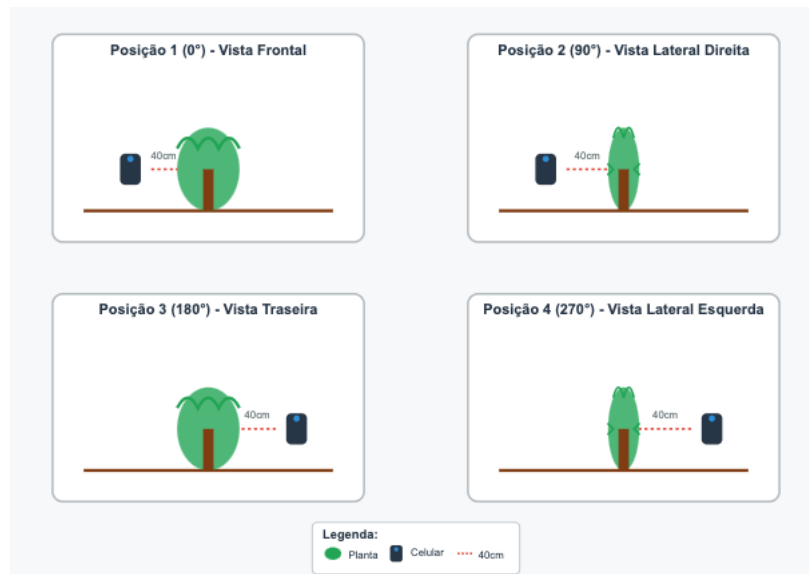 Posição 1 (0°) - Vista Frontal
40cm
Posição 2 (90°) - Vista Lateral Direita
40cm
Posição 3 (180°) - Vista Traseira
40cm
Posição 4 (270°) - Vista Lateral Esquerda
40cm
Legenda:
Planta Celular 40cm